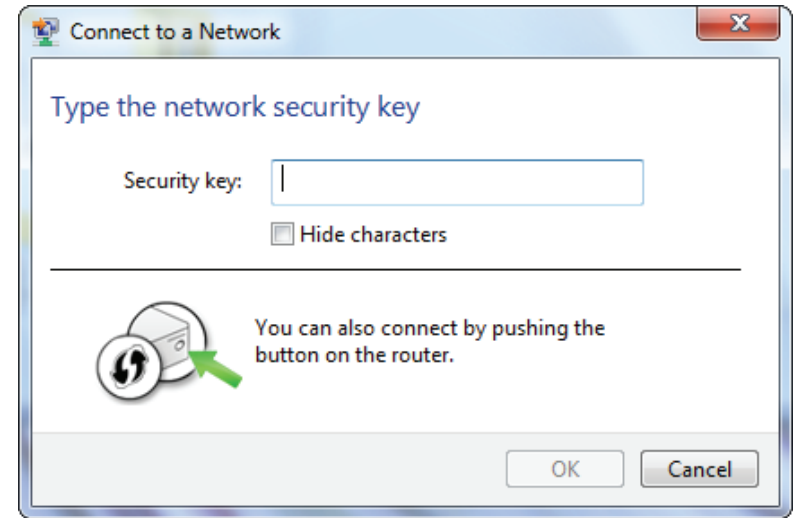 Connect to a Network
Type the network security key
Security key:
Hide characters
You can also connect by pushing the
button on the router.
OK
Cancel